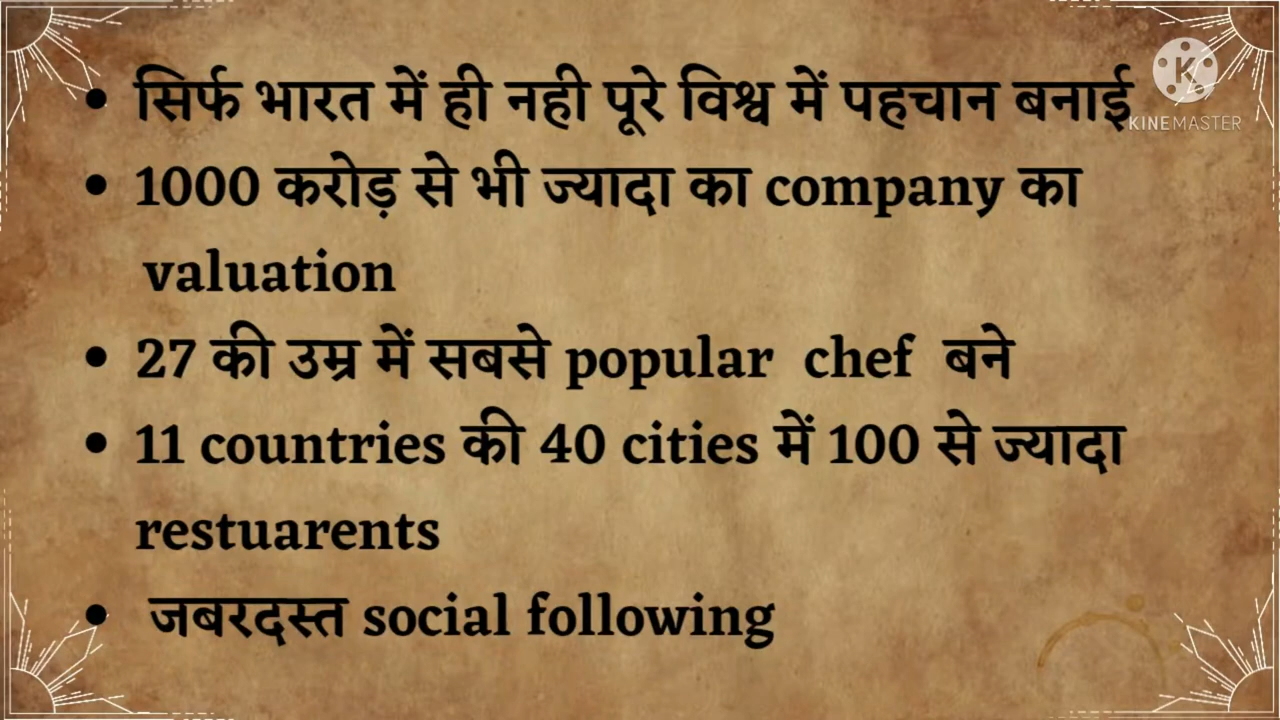 • सिर्फ भारत में ही नही पूरे विश्व में पहचान बनाई
KINEMASTER
• 1000 करोड़ से भी ज्यादा का company का
valuation
• 27 की उम्र में सबसे popular chef बने
• 11 countries की 40 cities में 100 से ज्यादा
restuarents
• जबरदस्त social following